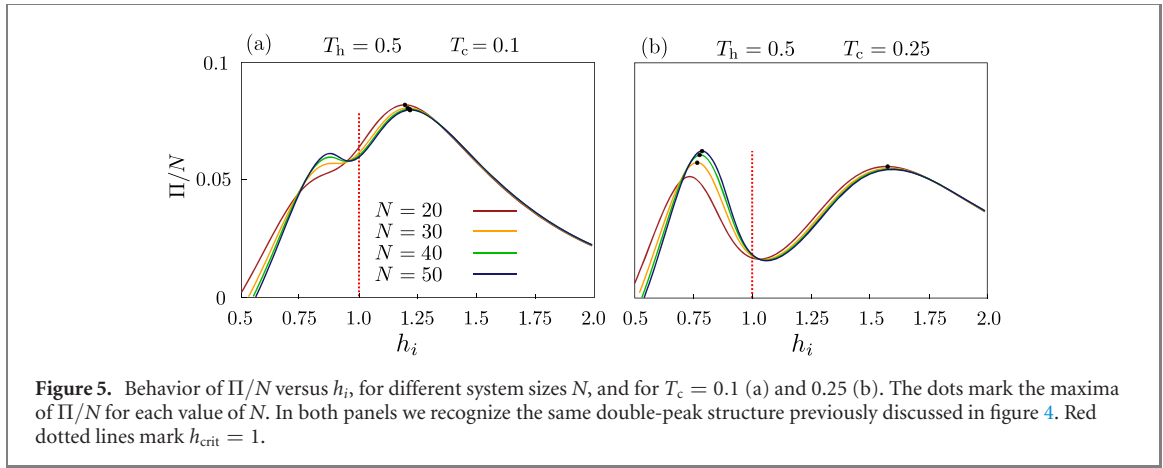 (a) T_h = 0.5 T_c = 0.1
(b) T_h = 0.5 T_c = 0.25
0.1
0.05
0
Π/N
N = 20
N = 30
N = 40
N = 50
0.5 0.75 1.0 1.25 1.5 1.75 2.0
h_i
0.5 0.75 1.0 1.25 1.5 1.75 2.0
h_i
Figure 5. Behavior of Π/N versus h_i, for different system sizes N, and for T_c = 0.1 (a) and 0.25 (b). The dots mark the maxima
of Π/N for each value of N. In both panels we recognize the same double-peak structure previously discussed in figure 4. Red
dotted lines mark h_crit = 1.